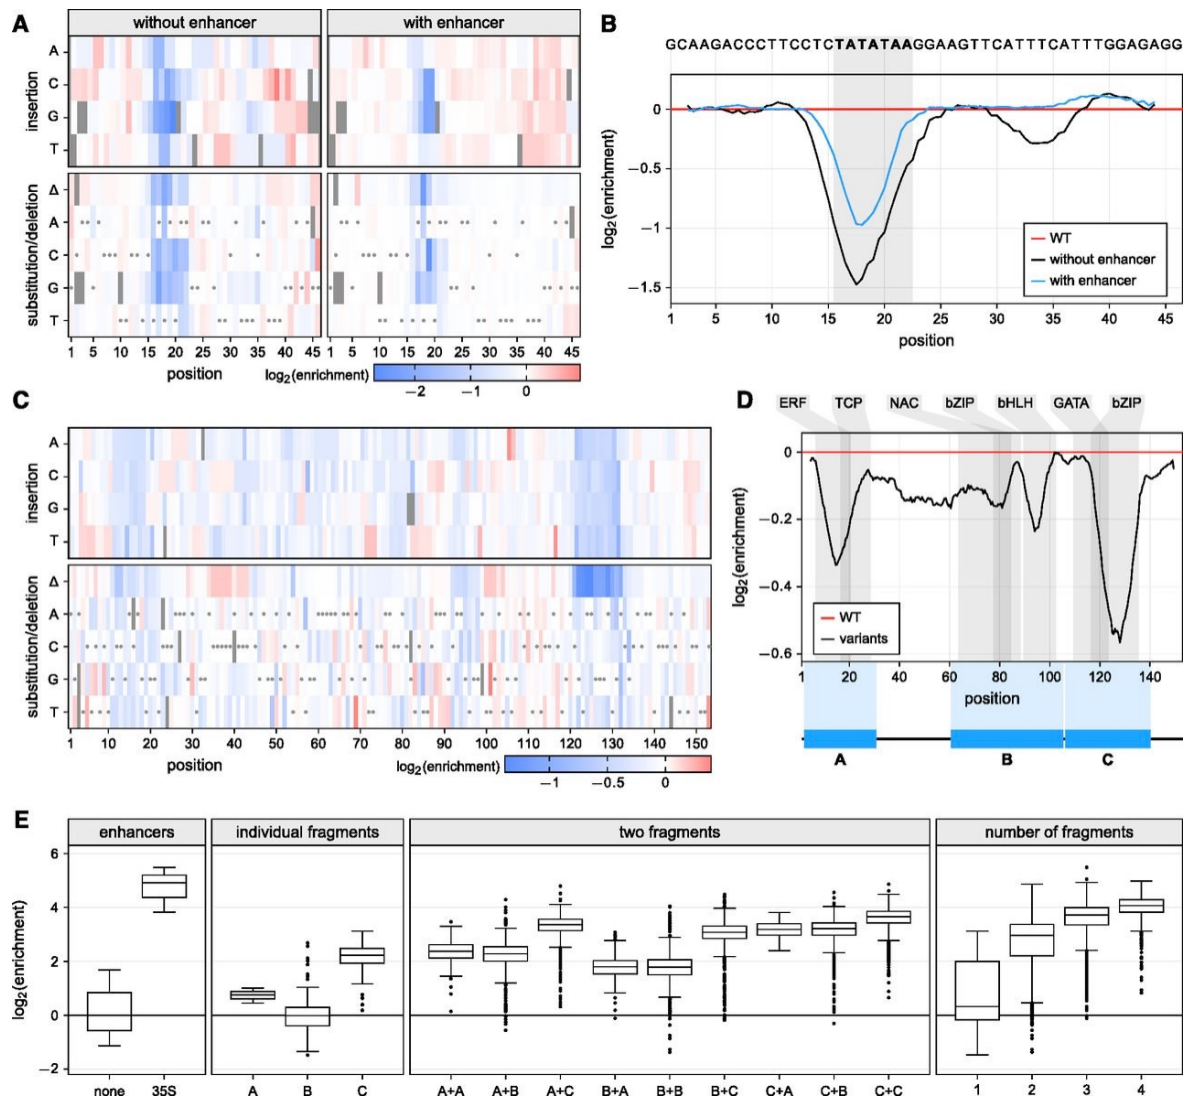 A
without enhancer
with enhancer
insertion
A
C
G
T
substitution/deletion
Δ
A
C
G
T
1 5 10 15 20 25 30 35 40 45
1 5 10 15 20 25 30 35 40 45
position
log2(enrichment)
−2 −1 0
B
GCAAGACCCTTCCTCTATATAAGGAAGTTCATTTCATTTGGAGAGG
log2(enrichment)
0
−0.5
−1
−1.5
WT
without enhancer
with enhancer
1 5 10 15 20 25 30 35 40 45
position
C
insertion
A
C
G
T
substitution/deletion
Δ
A
C
G
T
1 10 20 30 40 50 60 70 80 90 100 110 120 130 140 150
position
log2(enrichment)
−1 −0.5 0
D
ERF TCP NAC bZIP bHLH GATA bZIP
log2(enrichment)
0
−0.2
−0.4
−0.6
WT
variants
1 20 40 60 80 100 120 140
position
A B C
E
enhancers
individual fragments
two fragments
number of fragments
log2(enrichment)
6
4
2
0
−2
none 35S
A B C
A+A A+B A+C B+A B+B B+C C+A C+B C+C
1 2 3 4